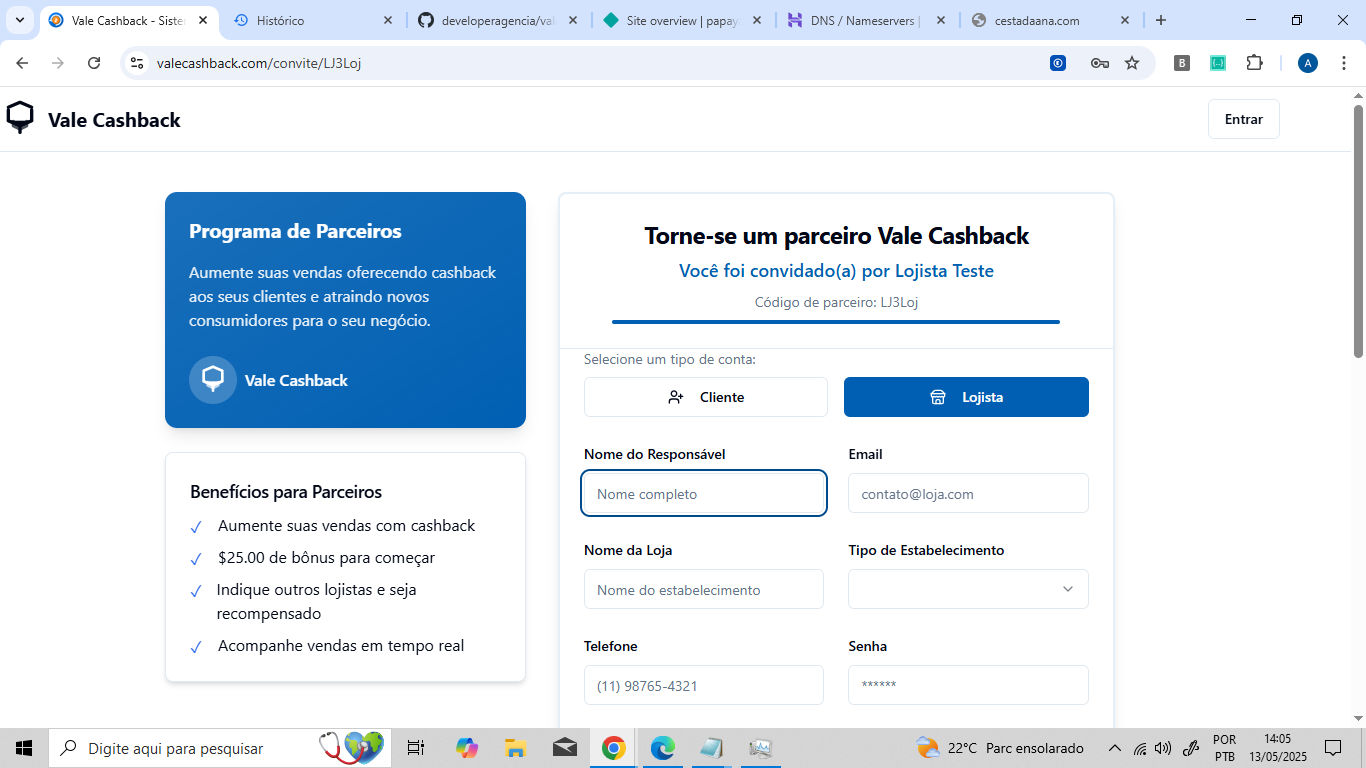 Vale Cashback - Siste
Histórico
developeragencia/val
Site overview | papay
DNS / Nameservers |
cestadaana.com
valecashback.com/convite/LJ3Loj
B
A
Vale Cashback
Entrar
Programa de Parceiros
Aumente suas vendas oferecendo cashback
aos seus clientes e atraindo novos
consumidores para o seu negócio.
Vale Cashback
Benefícios para Parceiros
Aumente suas vendas com cashback
$25.00 de bônus para começar
Indique outros lojistas e seja
recompensado
Acompanhe vendas em tempo real
Torne-se um parceiro Vale Cashback
Você foi convidado(a) por Lojista Teste
Código de parceiro: LJ3Loj
Selecione um tipo de conta:
Cliente
Lojista
Nome do Responsável
Email
Nome completo
contato@loja.com
Nome da Loja
Tipo de Estabelecimento
Nome do estabelecimento
Telefone
Senha
(11) 98765-4321
******
Digite aqui para pesquisar
22°C Parc ensolarado
POR
PTB
14:05
13/05/2025